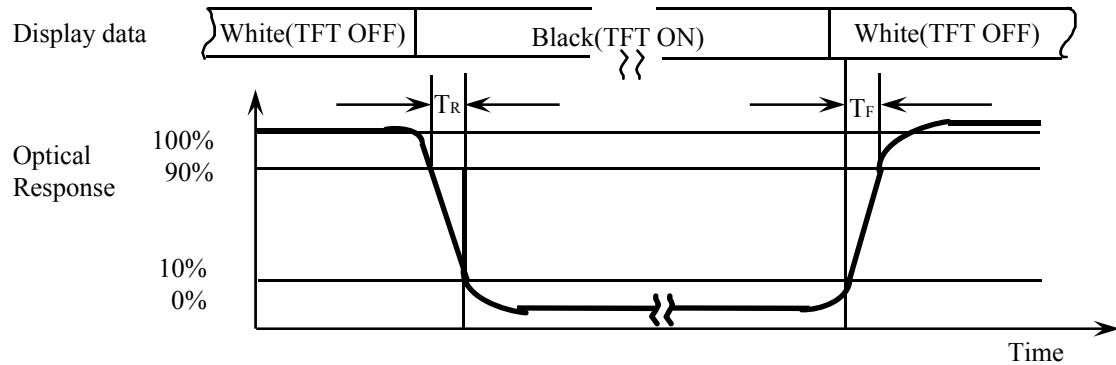 Display data
White(TFT OFF)
Black(TFT ON)
White(TFT OFF)
TR
TF
100%
Optical
Response
90%
10%
0%
Time